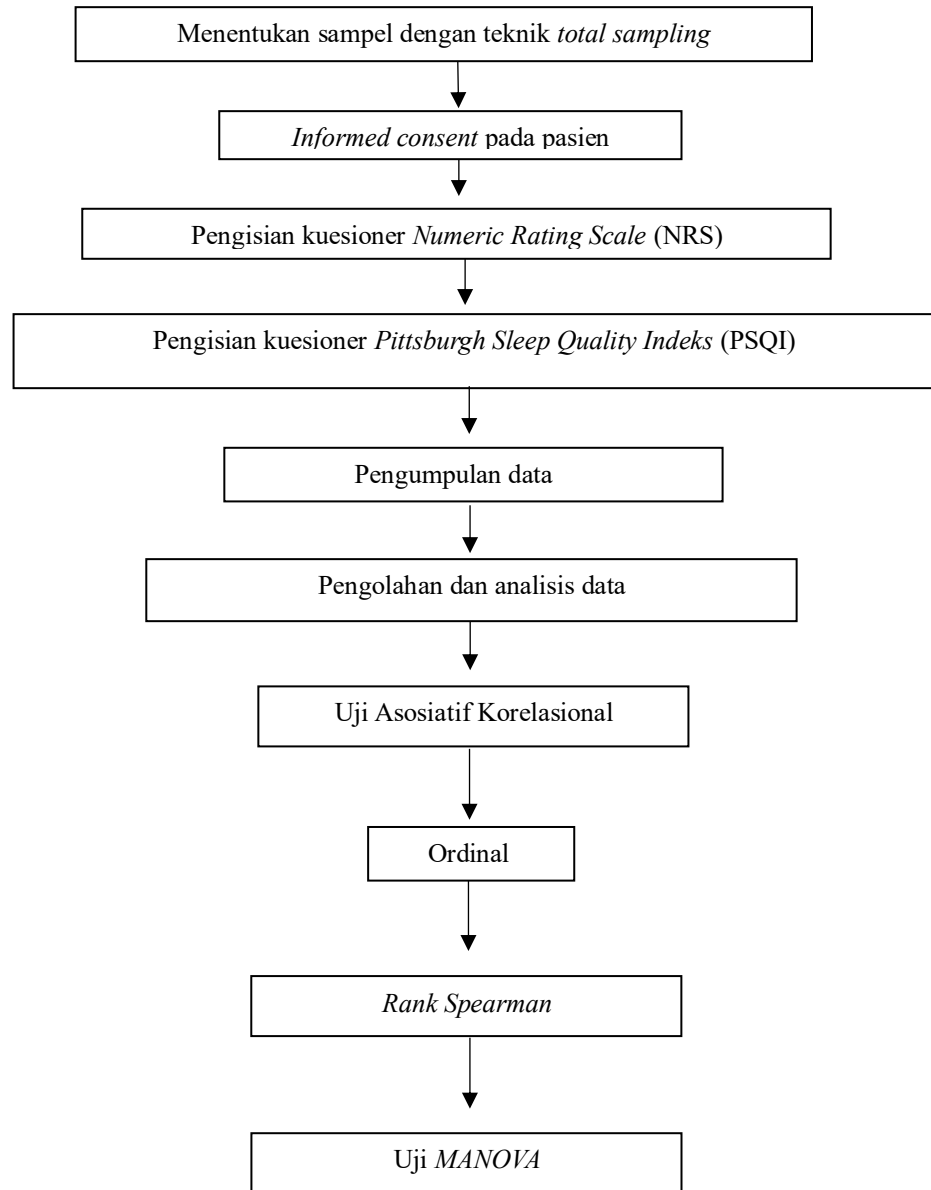 Menentukan sampel dengan teknik total sampling
Informed consent pada pasien
Pengisian kuesioner Numeric Rating Scale (NRS)
Pengisian kuesioner Pittsburgh Sleep Quality Indeks (PSQI)
Pengumpulan data
Pengolahan dan analisis data
Uji Asosiatif Korelasional
Ordinal
Rank Spearman
Uji MANOVA